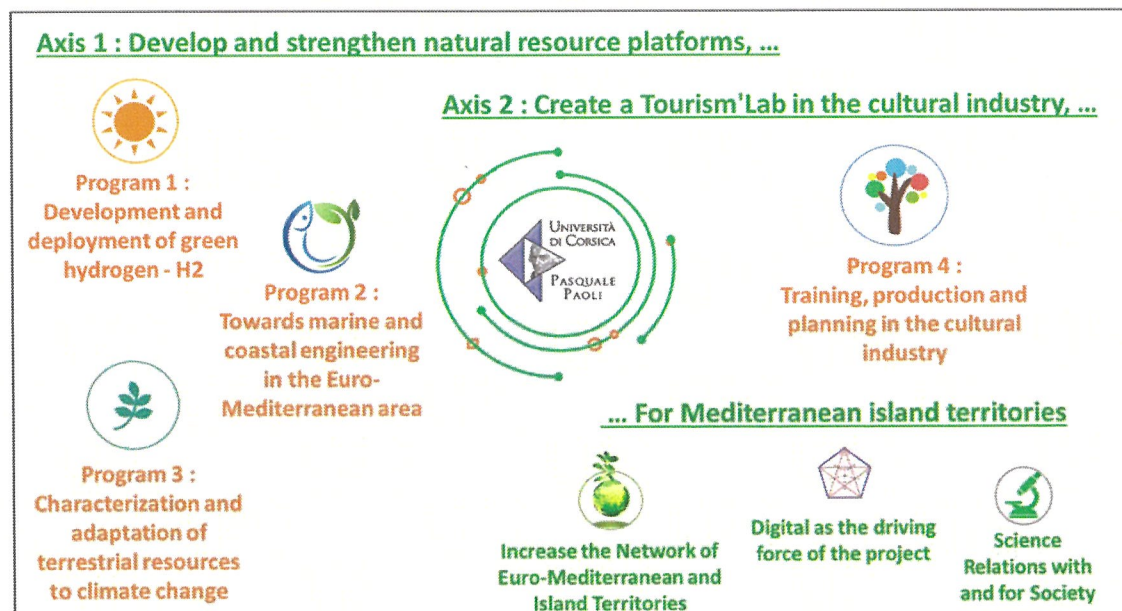 Axis 1 : Develop and strengthen natural resource platforms, ...
Axis 2 : Create a Tourism'Lab in the cultural industry, ...
Program 1 :
Development and
deployment of green
hydrogen - H2
Program 2 :
Towards marine and
coastal engineering
in the Euro-
Mediterranean area
Program 3 :
Characterization and
adaptation of
terrestrial resources
to climate change
UNIVERSITÀ
DI CORSICA
PASQUALE
PAOLI
Program 4 :
Training, production and
planning in the cultural
industry
... For Mediterranean island territories
Increase the Network of
Euro-Mediterranean and
Island Territories
Digital as the driving
force of the project
Science
Relations with
and for Society